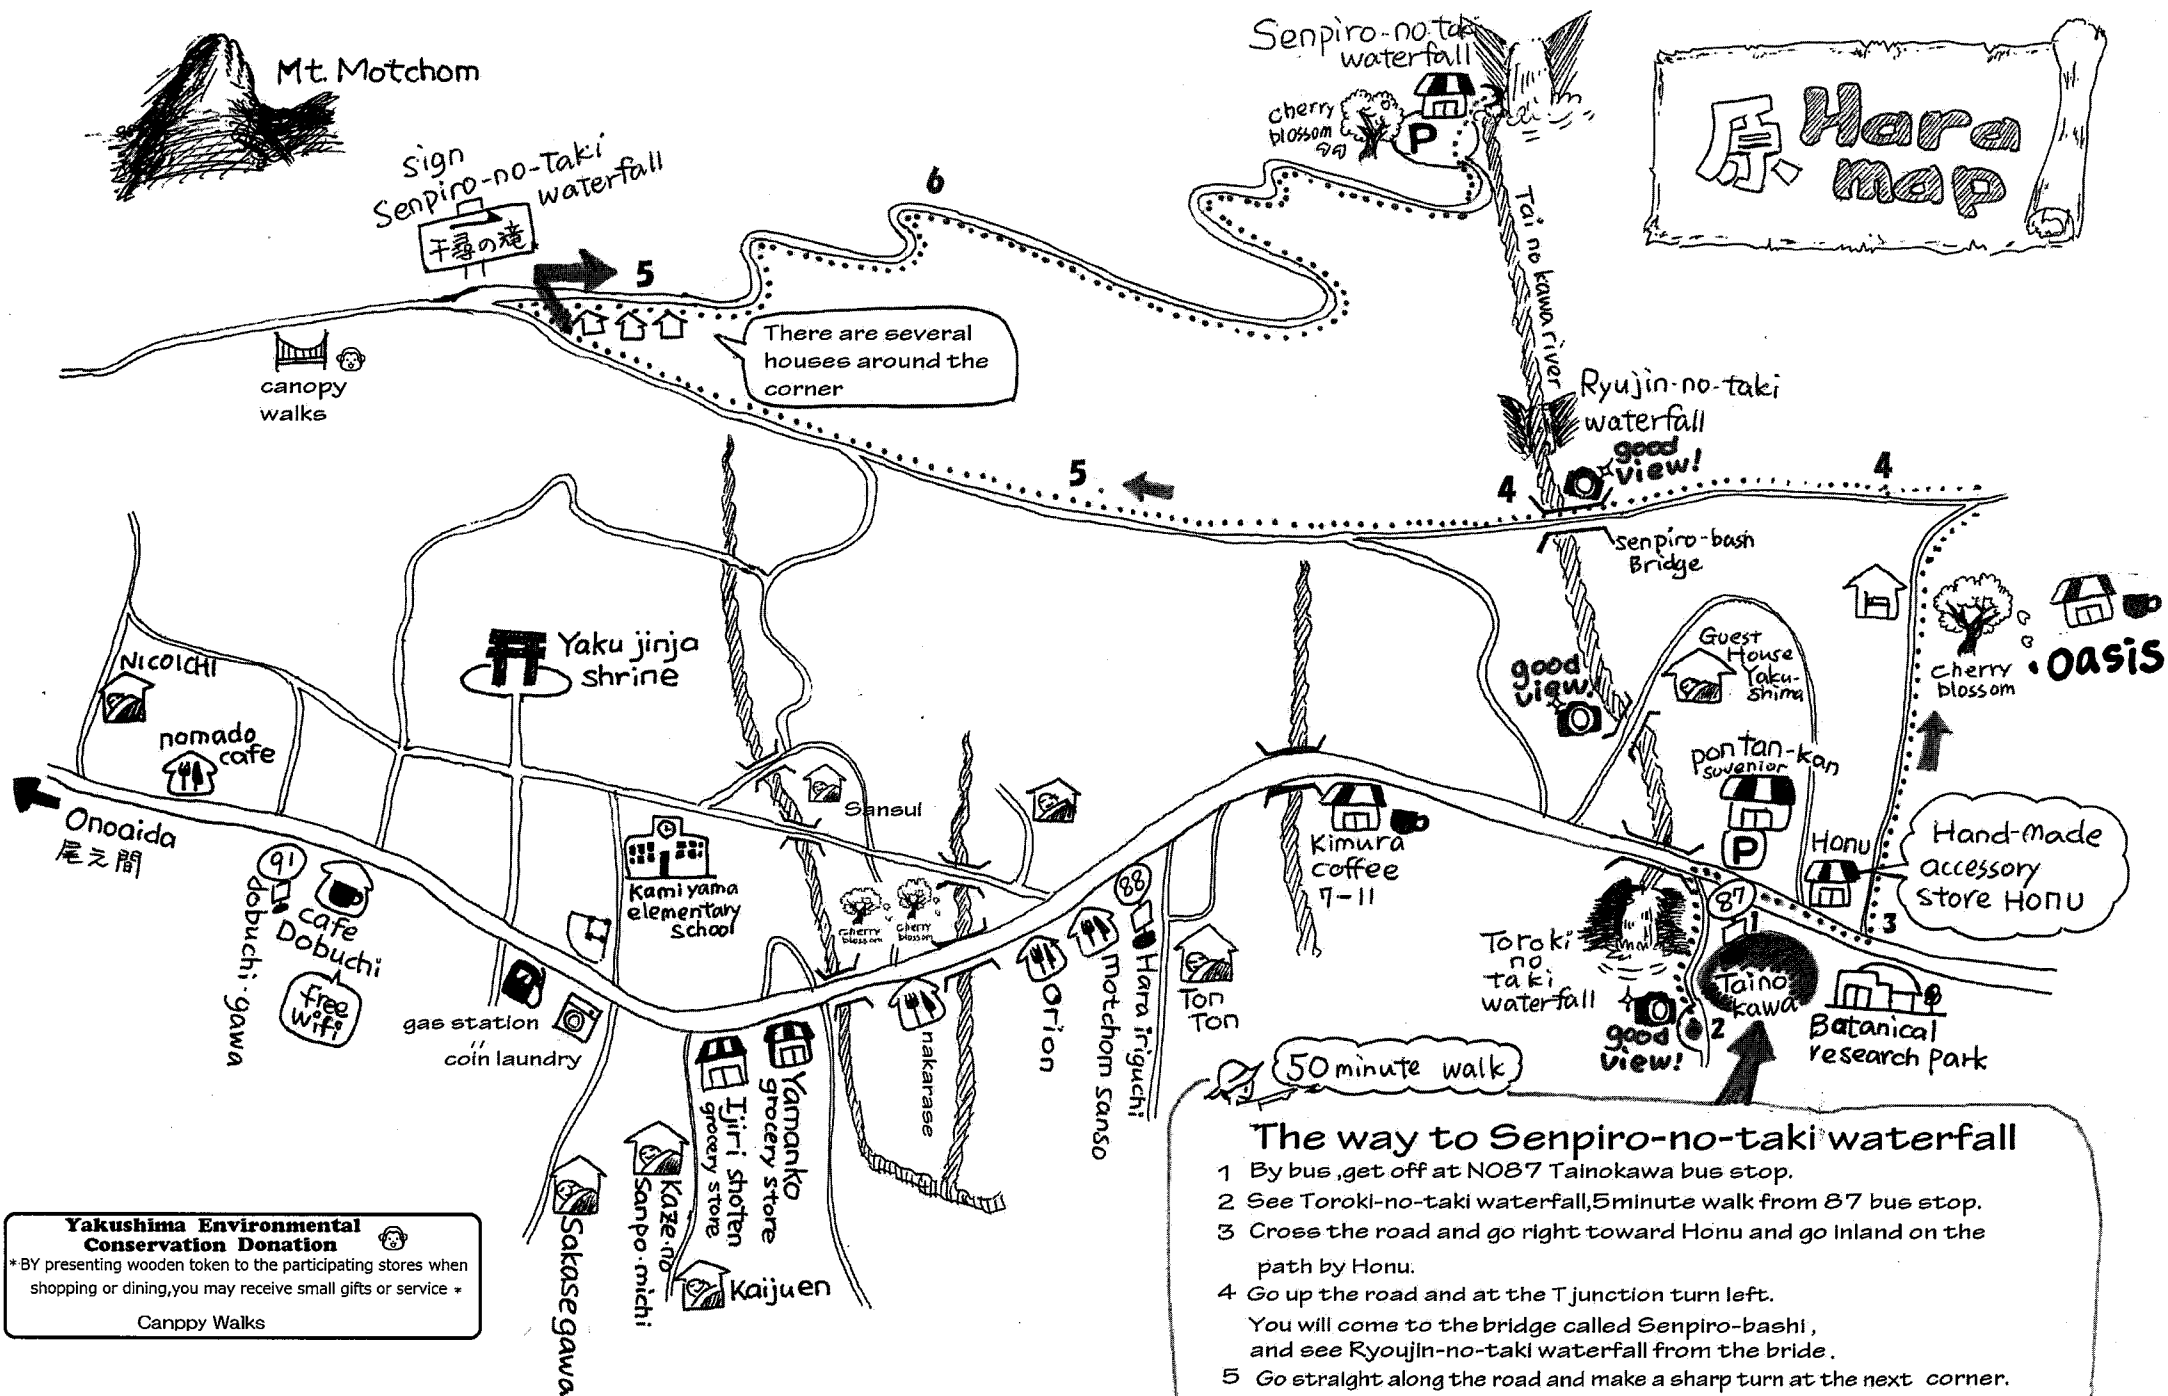 Mt. Motchom
sign
Senpiro-no-Taki
waterfall
千尋の滝
5
6
Senpiro-no-taki
waterfall
cherry
blossom
P
原
Hara
map
Tai no kawa river
There are several
houses around the
corner
canopy
walks
Ryujin-no-taki
waterfall
good
view!
5
4
4
senpiro-bash
Bridge
NICOICHI
nomado
cafe
Yaku jinja
shrine
Sansui
good
view!
Guest
House
Yaku-
shima
cherry
blossom
oasis
pon tan-kan
suvenior
P
Honu
Hand-made
accessory
store Honu
3
Onoaida
尾之間
91
dobuchi-gawa
cafe
Dobuchi
free
wifi
Kamiyama
elementary
school
cherry
blossom
cherry
blossom
gas station
coin laundry
Kimura
coffee
7-11
88
Hara iriguchi
motchom sanso
orion
nakarase
Ton
Ton
Toroki
no
taki
waterfall
good
view!
2
87
1
Taino
kawa
Batanical
research park
Yamanko
grocery store
Ijiri shoten
grocery store
Kaze-no
Sanpo-michi
Sakasegawa
Kaijuen
Yakushima Environmental
Conservation Donation
*BY presenting wooden token to the participating stores when
shopping or dining,you may receive small gifts or service *
Canppy Walks
50 minute walk
The way to Senpiro-no-taki waterfall
1 By bus ,get off at NO87 Tainokawa bus stop.
2 See Toroki-no-taki waterfall,5minute walk from 87 bus stop.
3 Cross the road and go right toward Honu and go inland on the
path by Honu.
4 Go up the road and at the T junction turn left.
You will come to the bridge called Senpiro-bashi,
and see Ryoujin-no-taki waterfall from the bride.
5 Go straight along the road and make a sharp turn at the next corner.